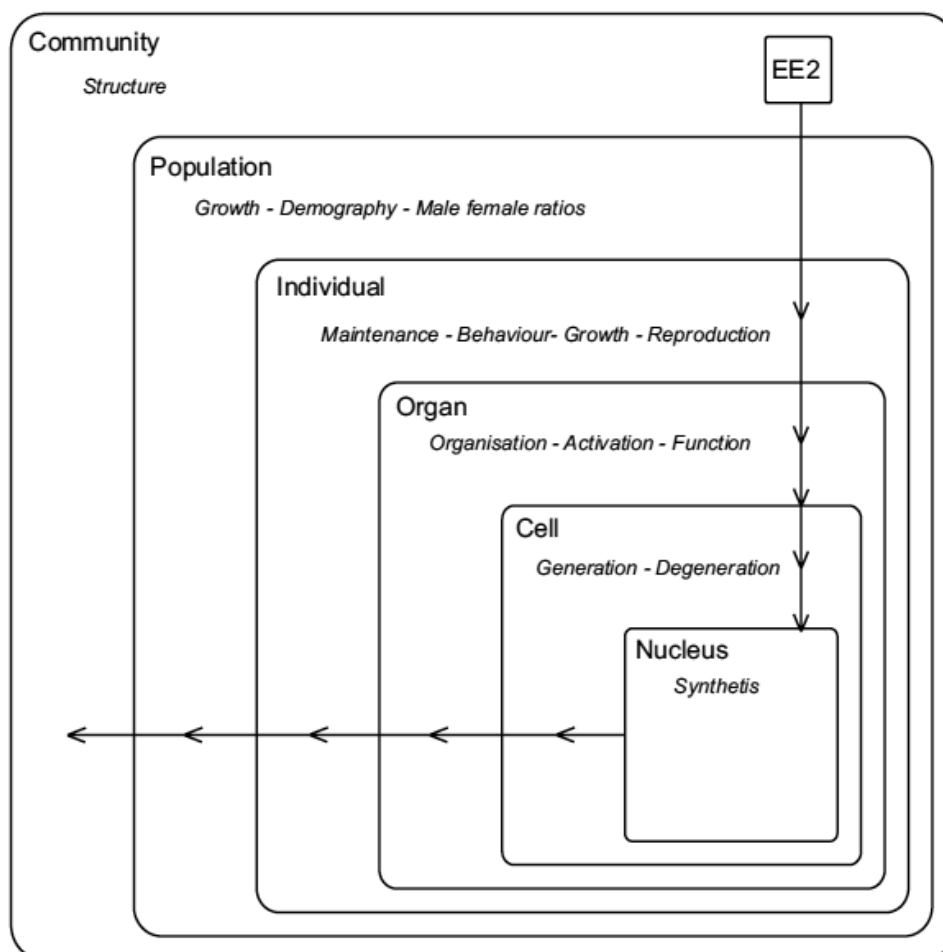 Community
EE2
Structure
Population
Growth - Demography - Male female ratios
Individual
Maintenance - Behaviour- Growth - Reproduction
Organ
Organisation - Activation - Function
Cell
Generation - Degeneration
Nucleus
Synthetis